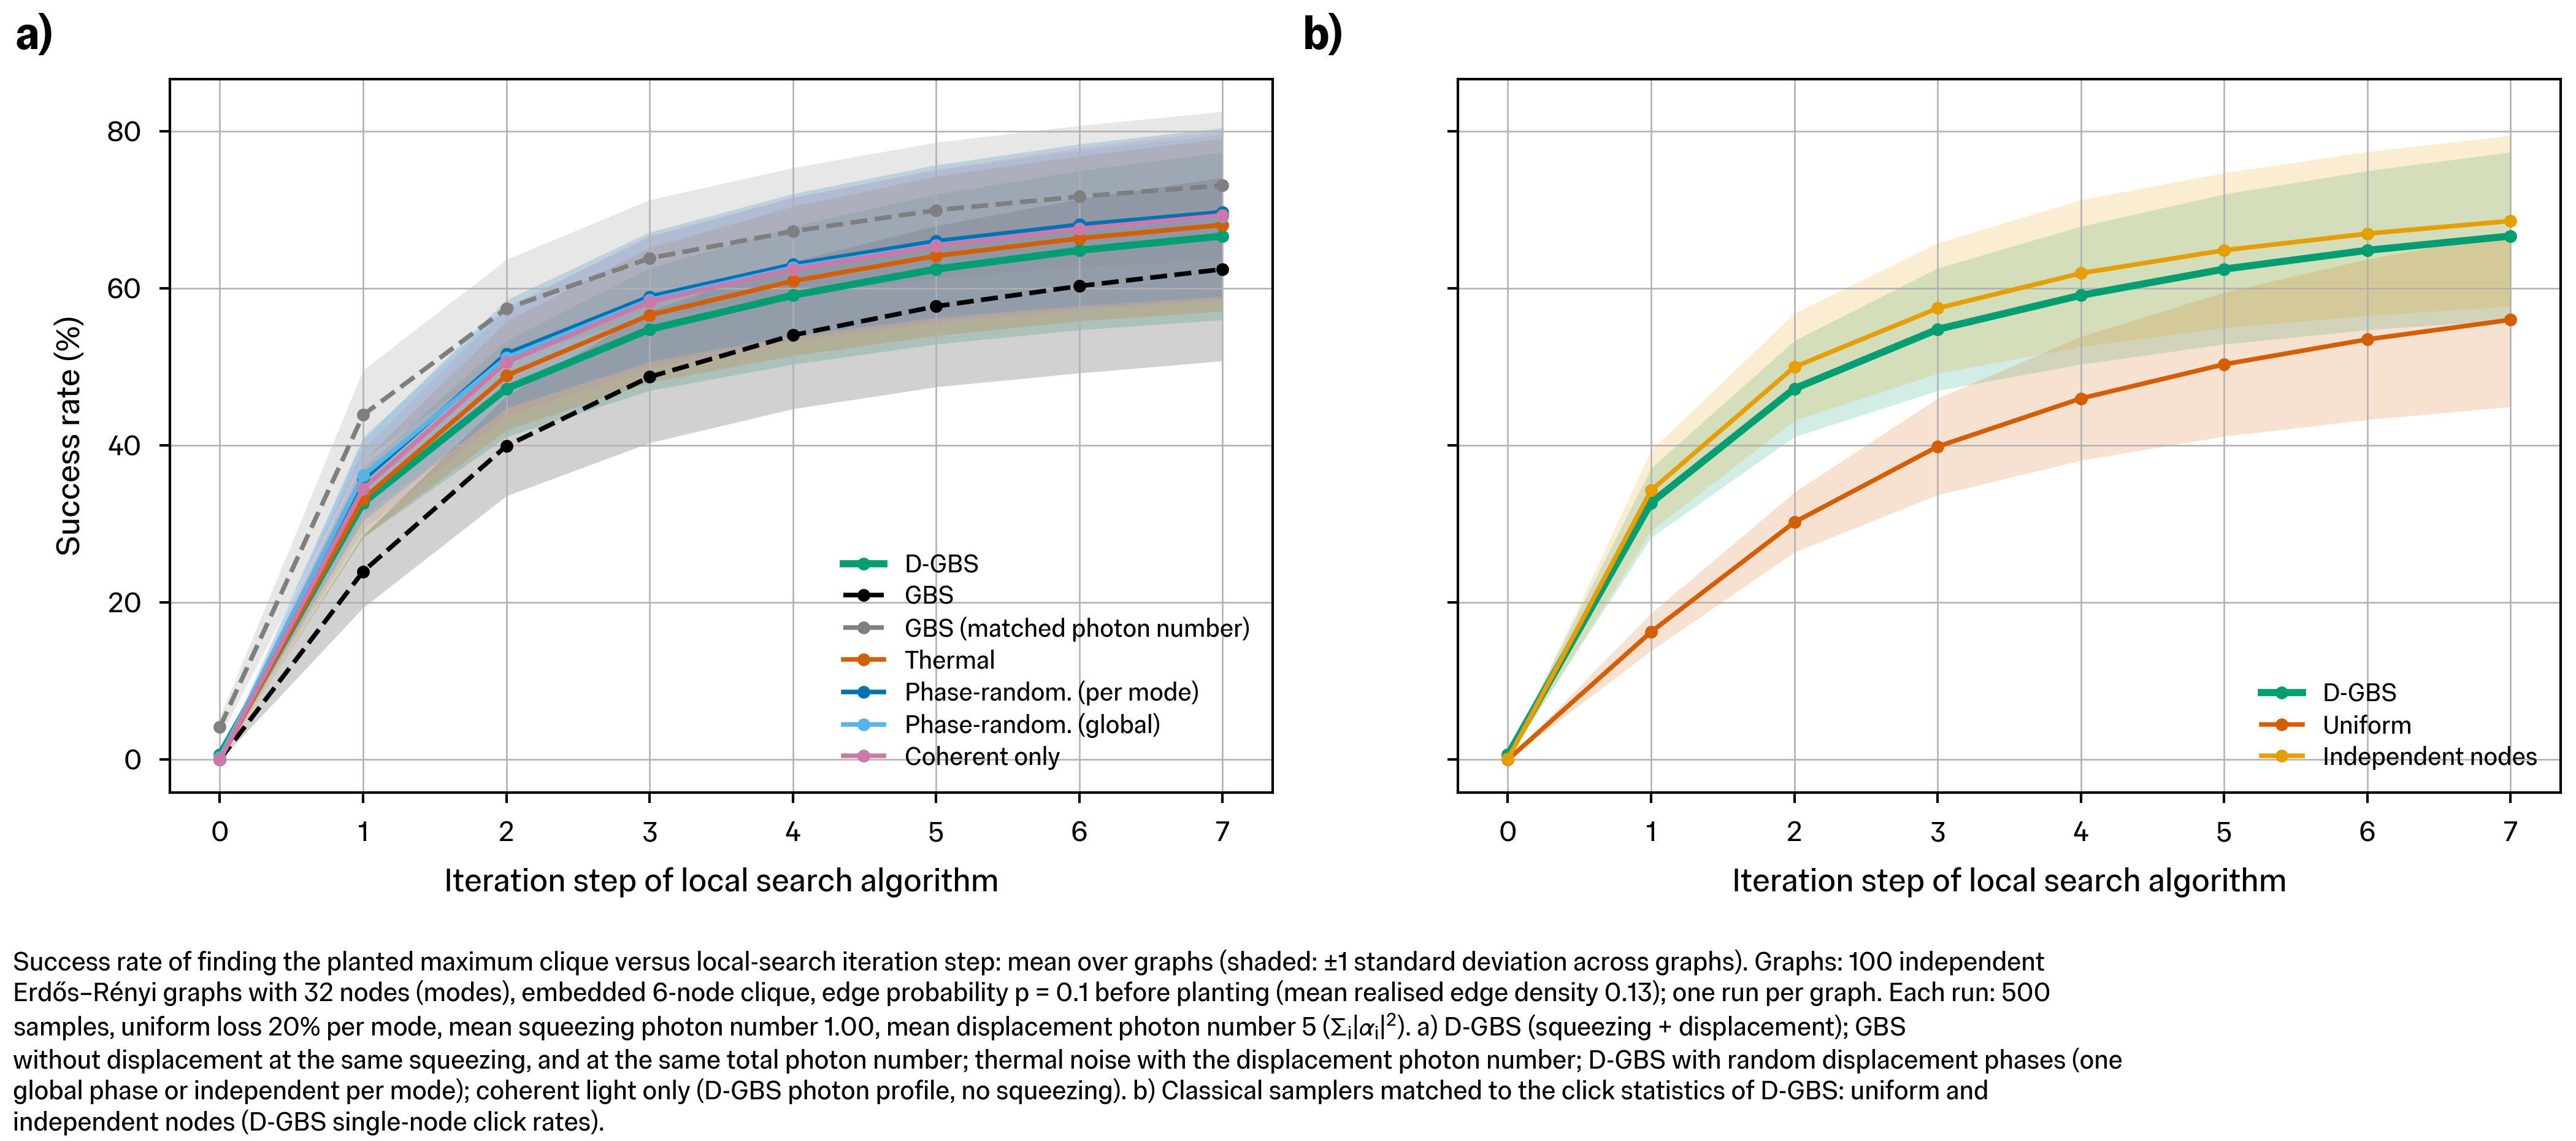 a)
b)
80
60
40
20
0
Success rate (%)
D-GBS
GBS
GBS (matched photon number)
Thermal
Phase-random. (per mode)
Phase-random. (global)
Coherent only
0 1 2 3 4 5 6 7
Iteration step of local search algorithm
D-GBS
Uniform
Independent nodes
0 1 2 3 4 5 6 7
Iteration step of local search algorithm
Success rate of finding the planted maximum clique versus local-search iteration step: mean over graphs (shaded: ±1 standard deviation across graphs). Graphs: 100 independent
Erdős–Rényi graphs with 32 nodes (modes), embedded 6-node clique, edge probability p = 0.1 before planting (mean realised edge density 0.13); one run per graph. Each run: 500
samples, uniform loss 20% per mode, mean squeezing photon number 1.00, mean displacement photon number 5 (Σᵢ|αᵢ|²). a) D-GBS (squeezing + displacement); GBS
without displacement at the same squeezing, and at the same total photon number; thermal noise with the displacement photon number; D-GBS with random displacement phases (one
global phase or independent per mode); coherent light only (D-GBS photon profile, no squeezing). b) Classical samplers matched to the click statistics of D-GBS: uniform and
independent nodes (D-GBS single-node click rates).